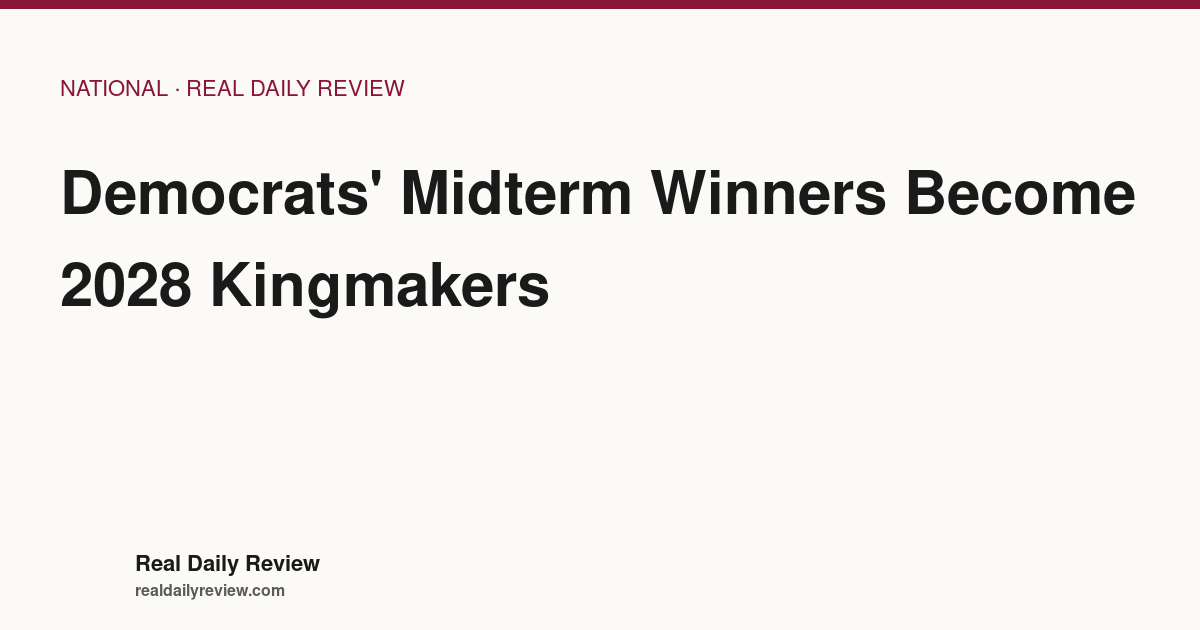 NATIONAL · REAL DAILY REVIEW
Democrats' Midterm Winners Become
2028 Kingmakers
Real Daily Review
realdailyreview.com